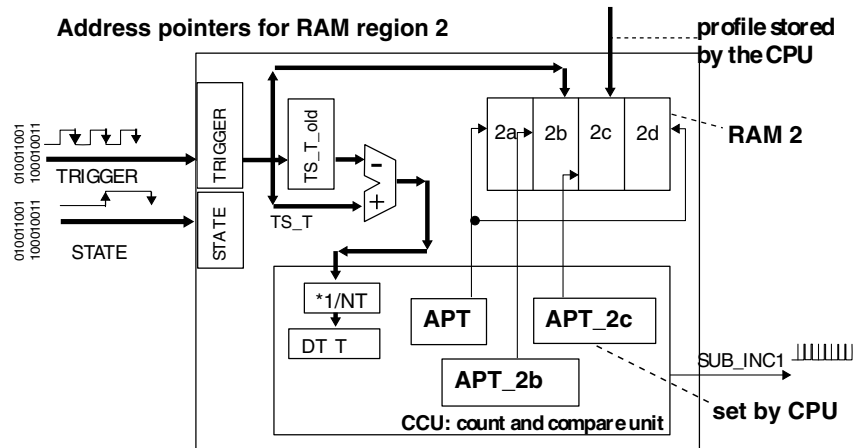 Address pointers for RAM region 2
profile stored
by the CPU
010011001
100010011
TRIGGER
TRIGGER
TS_T_old
-
+
TS_T
2a
2b
2c
2d
RAM 2
010011001
100010011
STATE
STATE
*1/NT
DT T
APT
APT_2c
APT_2b
SUB_INC1
set by CPU
CCU: count and compare unit